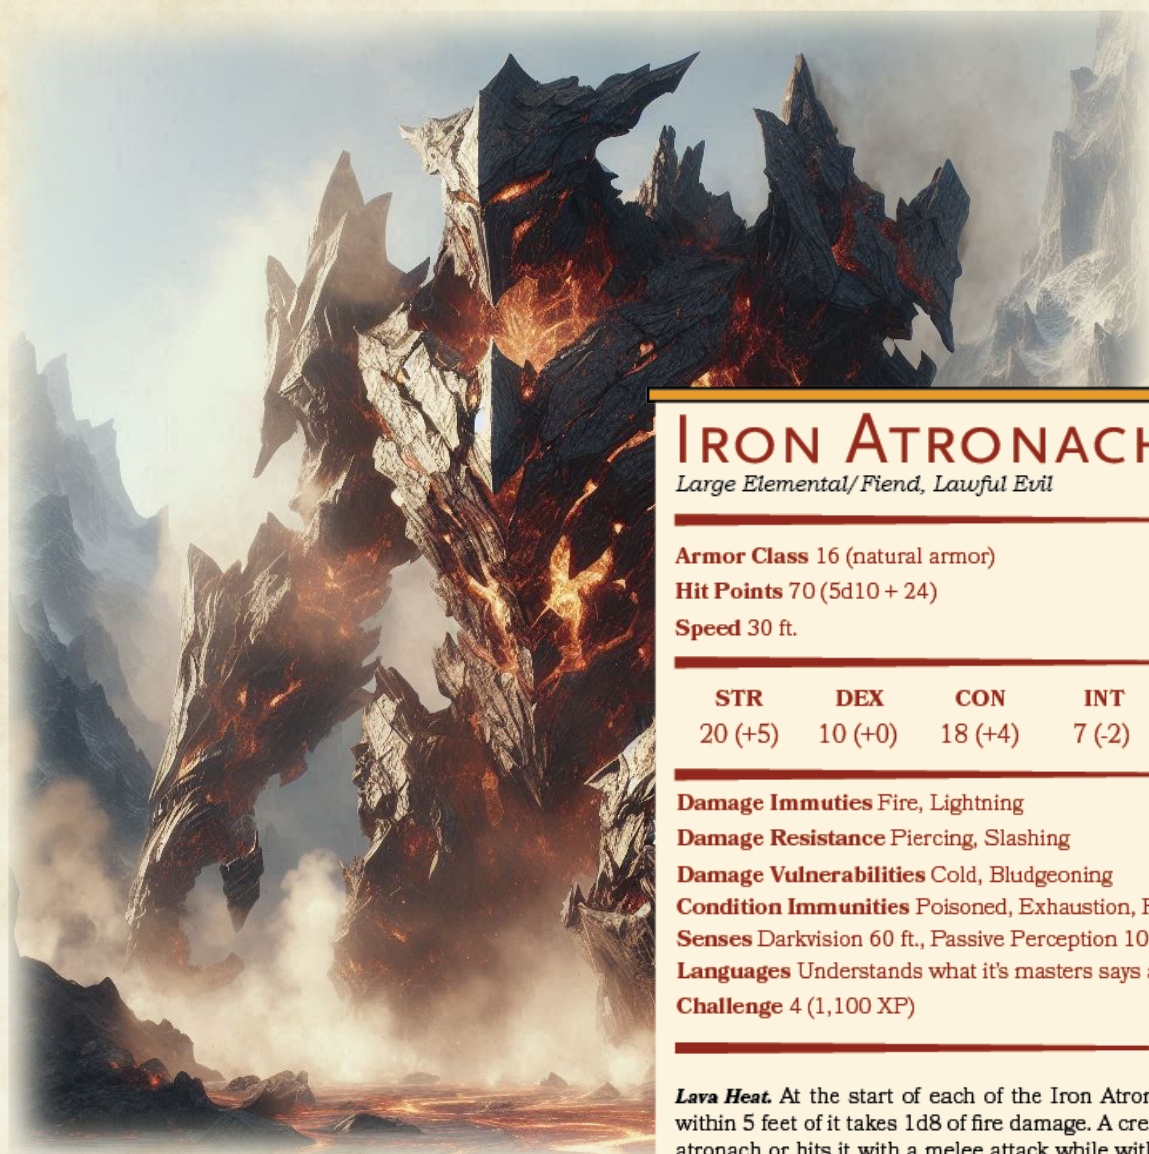 IRON ATRONACH
Large Elemental/Fiend, Lawful Evil
Armor Class 16 (natural armor)
Hit Points 70 (5d10 + 24)
Speed 30 ft.
STR DEX CON INT
20 (+5) 10 (+0) 18 (+4) 7 (-2)
Damage Immuties Fire, Lightning
Damage Resistance Piercing, Slashing
Damage Vulnerabilities Cold, Bludgeoning
Condition Immunities Poisoned, Exhaustion,
Senses Darkvision 60 ft., Passive Perception 10
Languages Understands what it's masters says
Challenge 4 (1,100 XP)
Lava Heat. At the start of each of the Iron Atron
within 5 feet of it takes 1d8 of fire damage. A cre
atronach or hits it with a melee attack while with